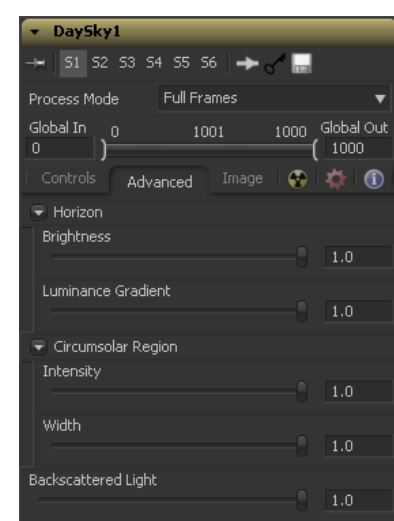 DaySky1
S1 S2 S3 S4 S5 S6
Process Mode Full Frames
Global In 0 1001 1000 Global Out
0 1000
Controls Advanced Image
Horizon
Brightness
1.0
Luminance Gradient
1.0
Circumsolar Region
Intensity
1.0
Width
1.0
Backscattered Light
1.0